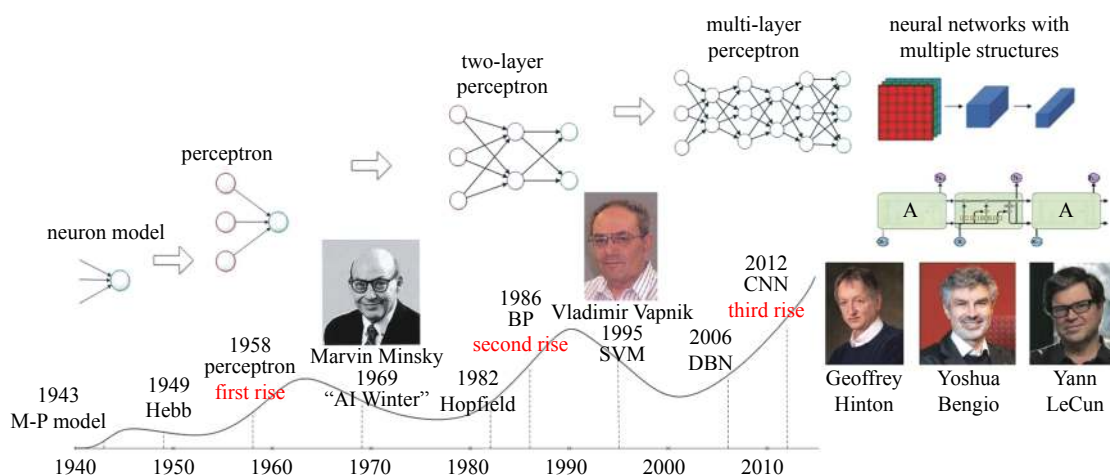 multi-layer
perceptron
neural networks with
multiple structures
two-layer
perceptron
perceptron
neuron model
A
A
1943
M-P model
1949
Hebb
1958
perceptron
first rise
Marvin Minsky
1969
“AI Winter”
1982
Hopfield
1986
BP
second rise
Vladimir Vapnik
1995
SVM
2006
DBN
2012
CNN
third rise
Geoffrey
Hinton
Yoshua
Bengio
Yann
LeCun
1940
1950
1960
1970
1980
1990
2000
2010